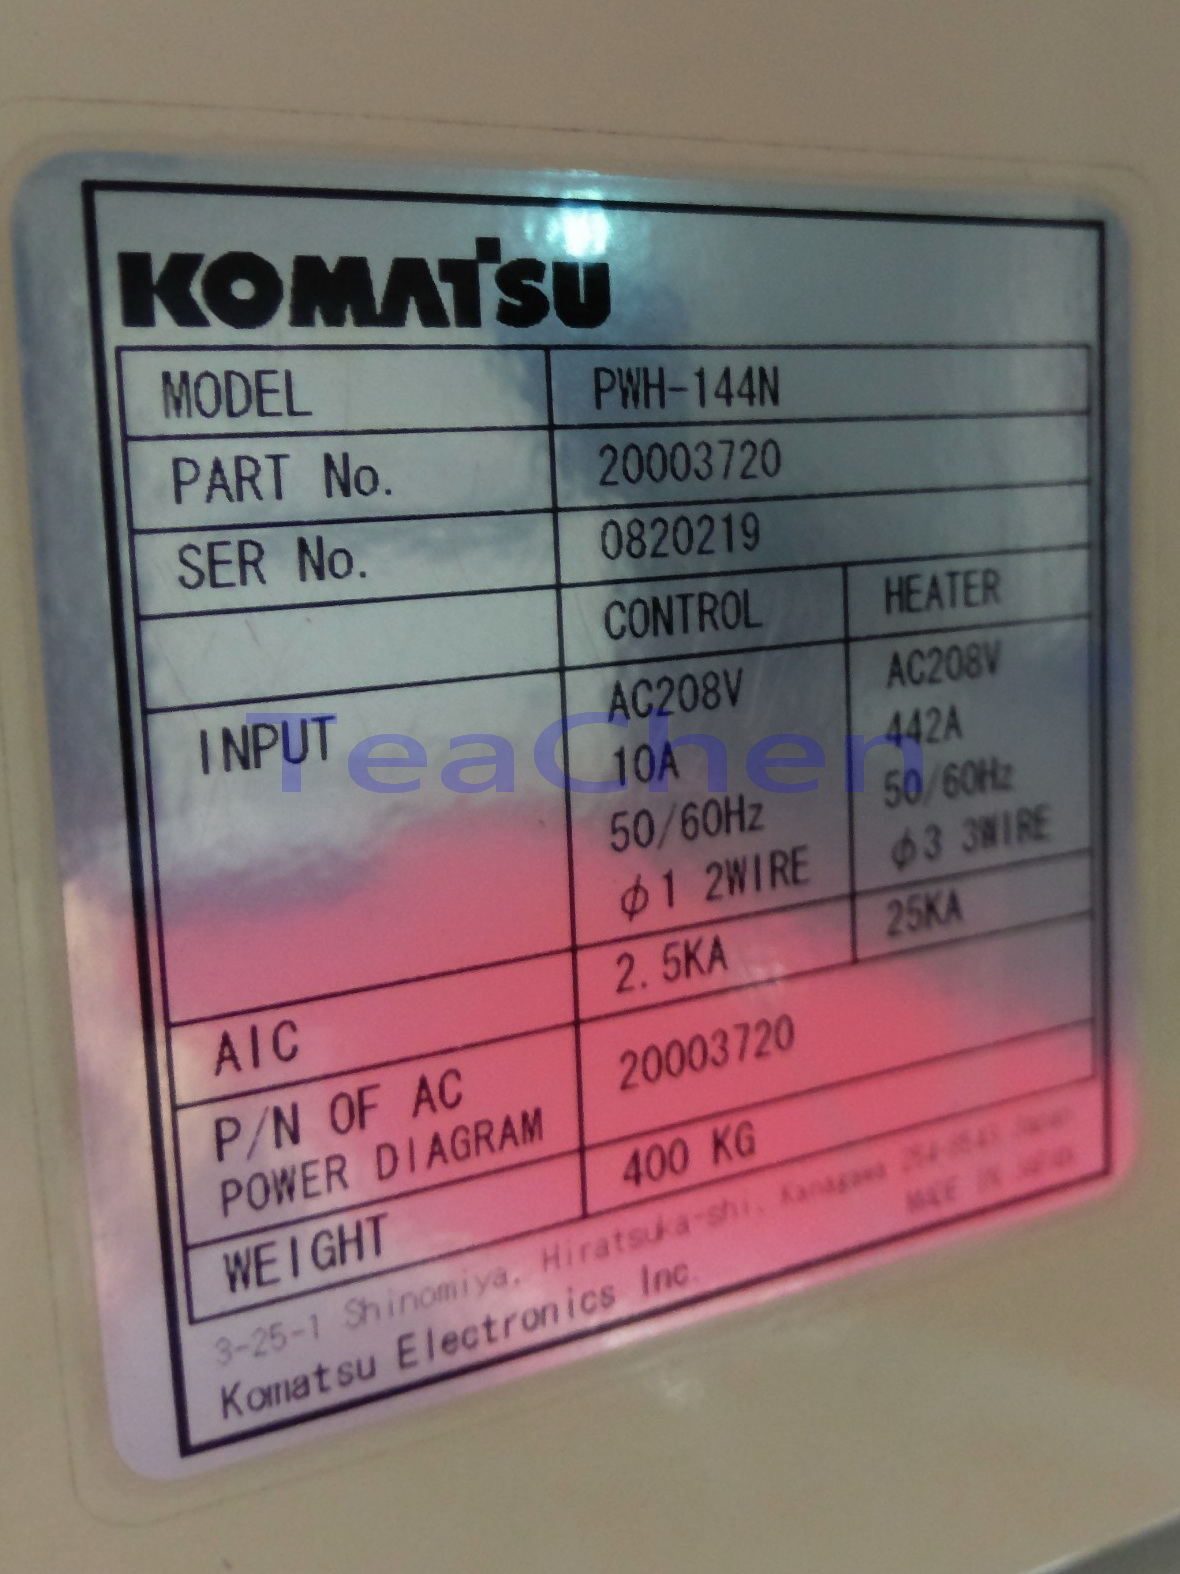 KOMATSU
MODEL PWH-144N
PART No. 20003720
SER No. 0820219
CONTROL HEATER
INPUT
AC208V AC208V
10A 442A
50/60Hz 50/60Hz
φ1 2WIRE φ3 3WIRE
AIC 2.5KA 25KA
P/N OF AC
POWER DIAGRAM
20003720
WEIGHT 400 KG
3-25-1 Shinomiya, Hiratsuka-shi, Kanagawa Japan
MADE IN JAPAN
Komatsu Electronics Inc.
TeaChen